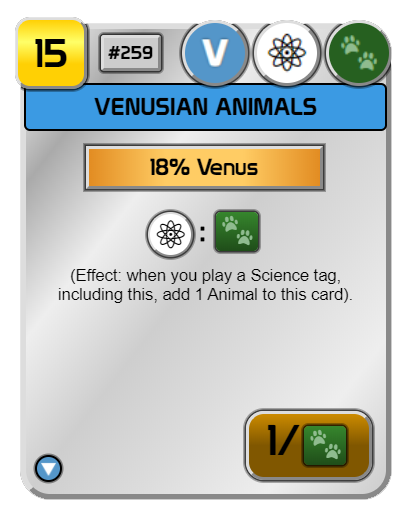 15
#259
V
VENUSIAN ANIMALS
18% Venus
:
(Effect: when you play a Science tag,
including this, add 1 Animal to this card).
1/